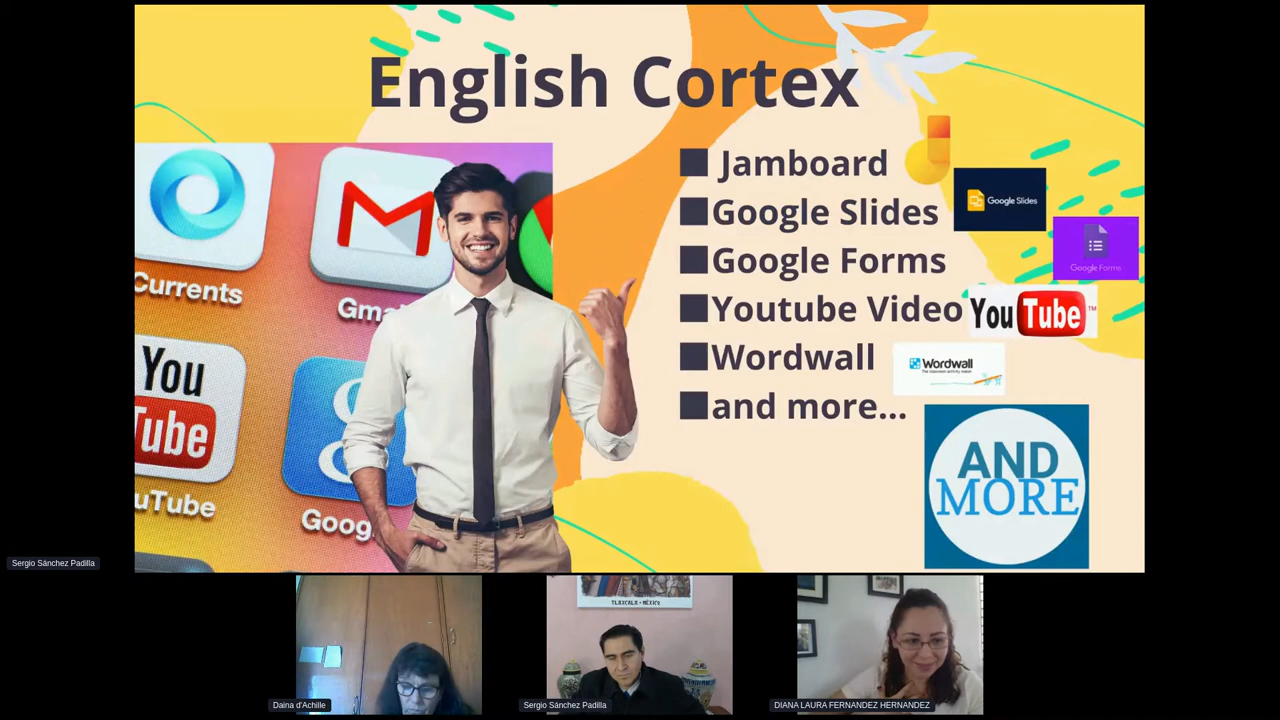 English Cortex
Jamboard
Google Slides
Google Slides
Google Forms
Google Forms
Youtube Video
You Tube™
Wordwall
Wordwall
and more...
AND
MORE
Currents
Gma
You
Tube
uTube
Goog
Sergio Sánchez Padilla
TLAXCALA • MÉXICO
Daina d'Achille
Sergio Sánchez Padilla
DIANA LAURA FERNANDEZ HERNANDEZ